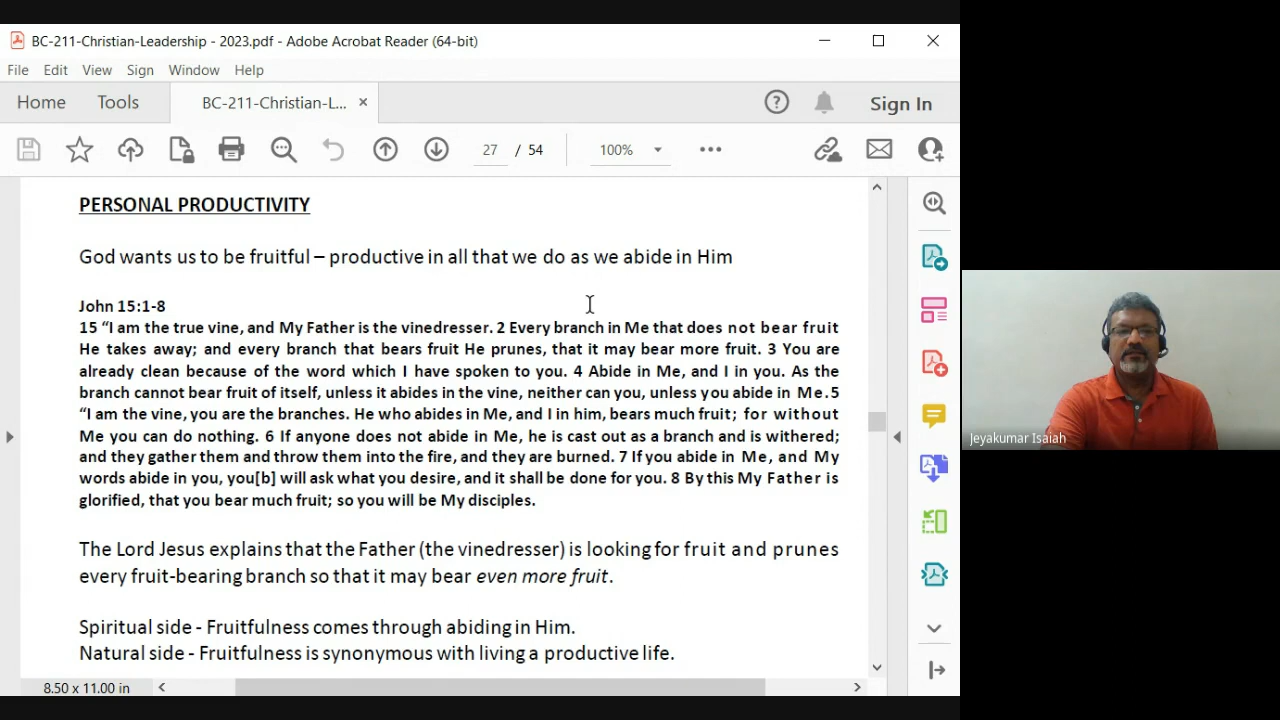 BC-211-Christian-Leadership - 2023.pdf - Adobe Acrobat Reader (64-bit)
File Edit View Sign Window Help
Home Tools BC-211-Christian-L... × Sign In
27 / 54 100%
PERSONAL PRODUCTIVITY
God wants us to be fruitful – productive in all that we do as we abide in Him
John 15:1-8
15 “I am the true vine, and My Father is the vinedresser. 2 Every branch in Me that does not bear fruit
He takes away; and every branch that bears fruit He prunes, that it may bear more fruit. 3 You are
already clean because of the word which I have spoken to you. 4 Abide in Me, and I in you. As the
branch cannot bear fruit of itself, unless it abides in the vine, neither can you, unless you abide in Me.5
“I am the vine, you are the branches. He who abides in Me, and I in him, bears much fruit; for without
Me you can do nothing. 6 If anyone does not abide in Me, he is cast out as a branch and is withered;
and they gather them and throw them into the fire, and they are burned. 7 If you abide in Me, and My
words abide in you, you[b] will ask what you desire, and it shall be done for you. 8 By this My Father is
glorified, that you bear much fruit; so you will be My disciples.
The Lord Jesus explains that the Father (the vinedresser) is looking for fruit and prunes
every fruit-bearing branch so that it may bear even more fruit.
Spiritual side - Fruitfulness comes through abiding in Him.
Natural side - Fruitfulness is synonymous with living a productive life.
8.50 x 11.00 in
Jeyakumar Isaiah